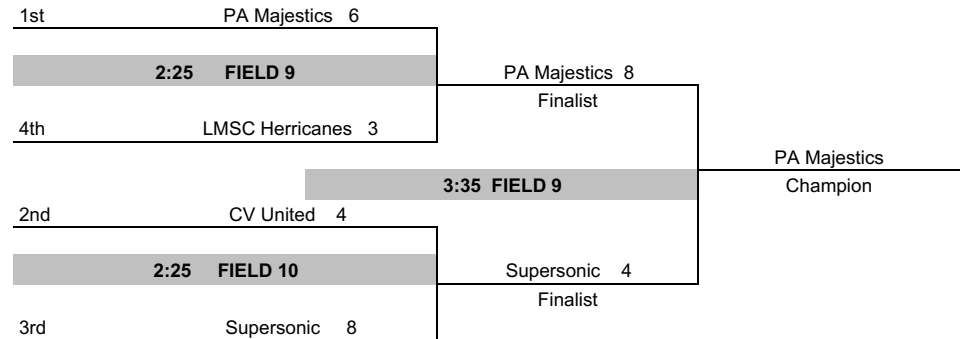 1st PA Majestics 6
2:25 FIELD 9
PA Majestics 8
Finalist
4th LMSC Herricanes 3
PA Majestics
3:35 FIELD 9
Champion
2nd CV United 4
2:25 FIELD 10
Supersonic 4
Finalist
3rd Supersonic 8